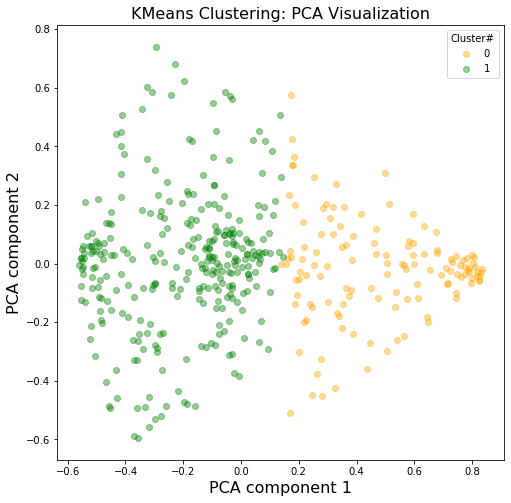 KMeans Clustering: PCA Visualization
Cluster#
0
1
PCA component 2
0.8
0.6
0.4
0.2
0.0
−0.2
−0.4
−0.6
−0.6 −0.4 −0.2 0.0 0.2 0.4 0.6 0.8
PCA component 1